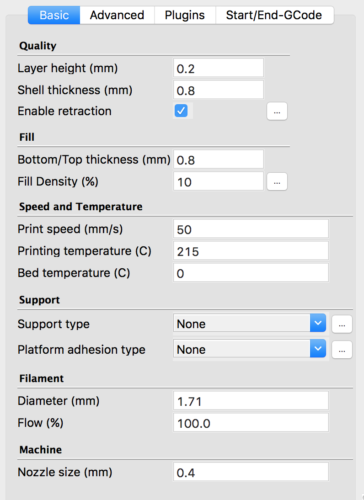 Basic Advanced Plugins Start/End-GCode
Quality
Layer height (mm) 0.2
Shell thickness (mm) 0.8
Enable retraction ...
Fill
Bottom/Top thickness (mm) 0.8
Fill Density (%) 10 ...
Speed and Temperature
Print speed (mm/s) 50
Printing temperature (C) 215
Bed temperature (C) 0
Support
Support type None ...
Platform adhesion type None ...
Filament
Diameter (mm) 1.71
Flow (%) 100.0
Machine
Nozzle size (mm) 0.4